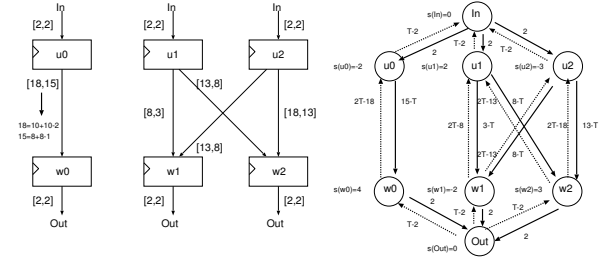 In
In
In
[2,2]
[2,2]
[2,2]
u0
u1
u2
[18,15]
[13,8]
[8,3]
[18,13]
18=10+10-2
15=8+8-1
[13,8]
w0
w1
w2
[2,2]
[2,2]
[2,2]
Out
Out
Out
s(In)=0
In
T-2
2
T-2
2
T-2
2
s(u0)=-2
u0
s(u1)=2
u1
s(u2)=-3
u2
2T-18
15-T
2T-13
8-T
2T-8
3-T
2T-18
13-T
2T-13
8-T
s(w0)=4
w0
s(w1)=-2
w1
s(w2)=3
w2
2
T-2
T-2
2
T-2
2
Out
s(Out)=0